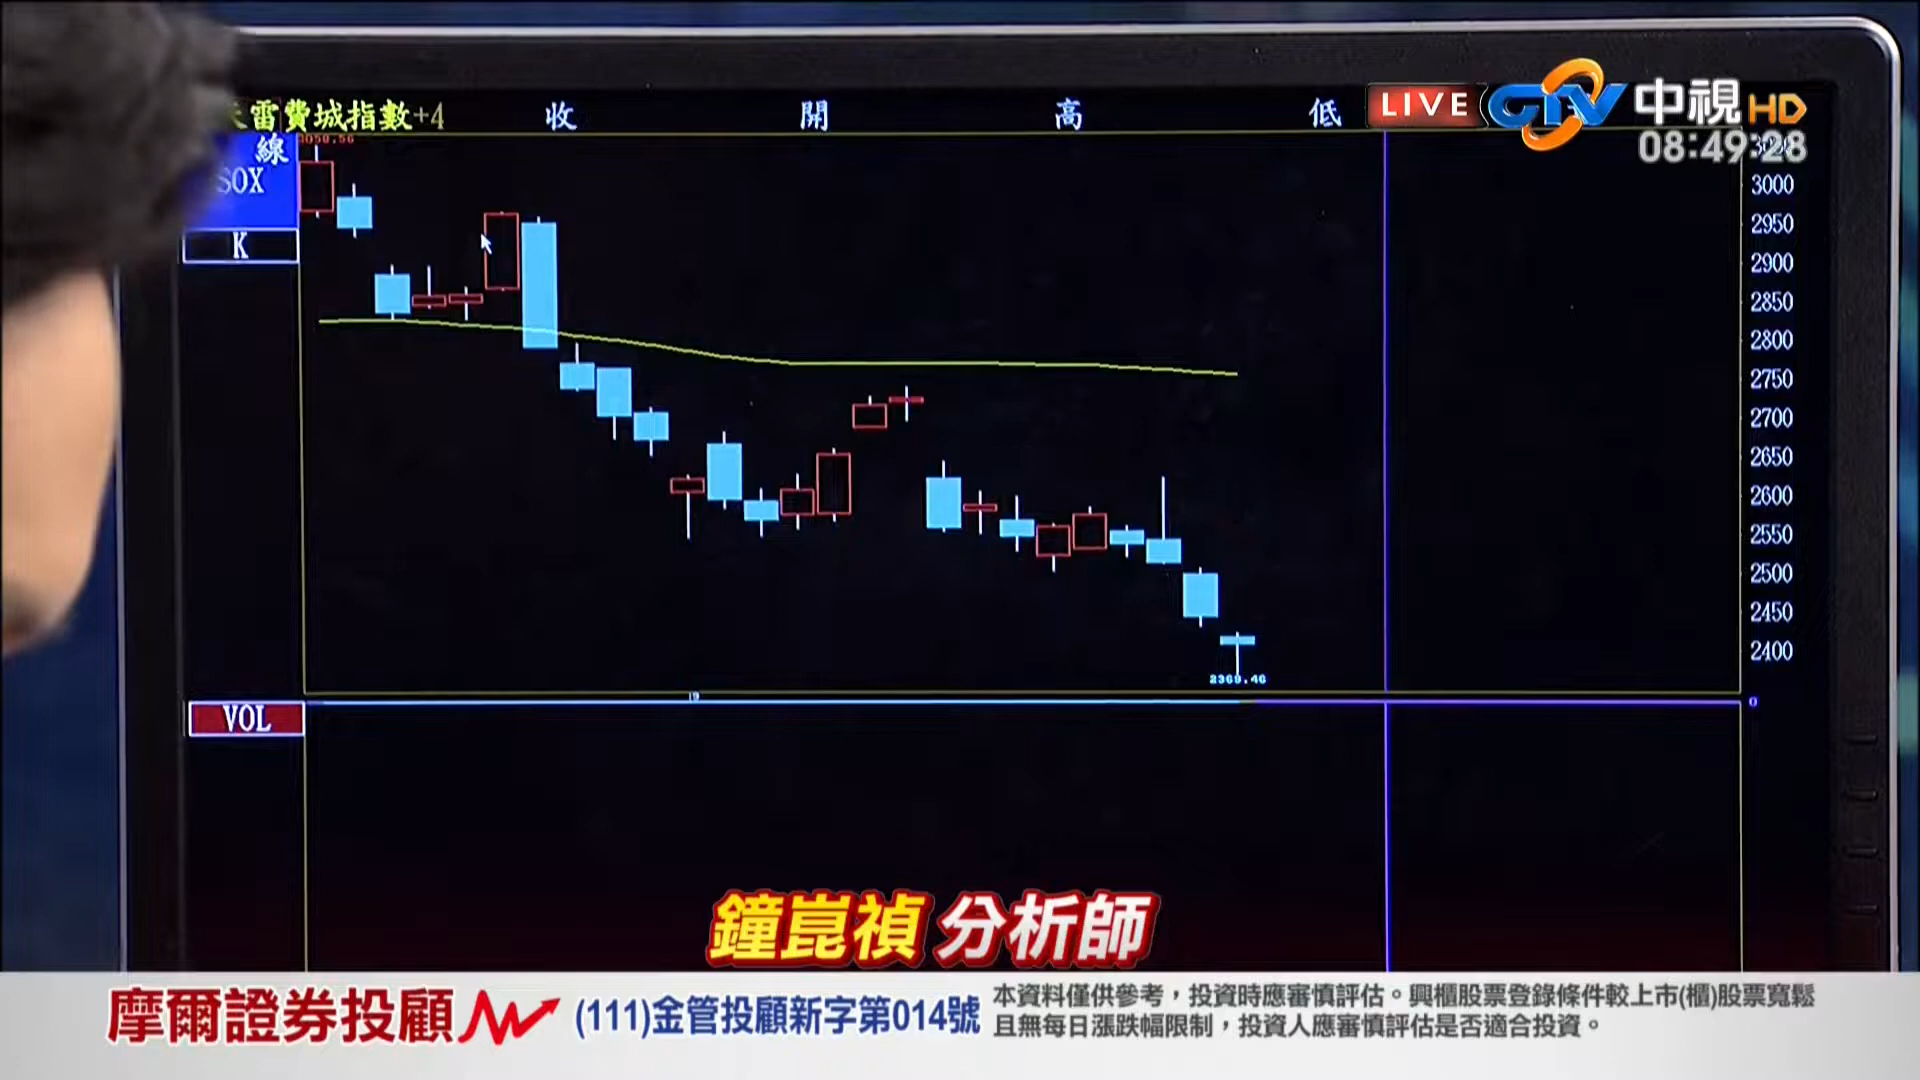 雷費城指數+4 收 開 高 低
LIVE CTV 中視 HD
08:49:28
線
SOX
K
3000
2950
2900
2850
2800
2750
2700
2650
2600
2550
2500
2450
2400
2369.46
VOL
0
鐘崑禎 分析師
摩爾證券投顧 (111)金管投顧新字第014號
本資料僅供參考，投資時應審慎評估。興櫃股票登錄條件較上市(櫃)股票寬鬆
且無每日漲跌幅限制，投資人應審慎評估是否適合投資。